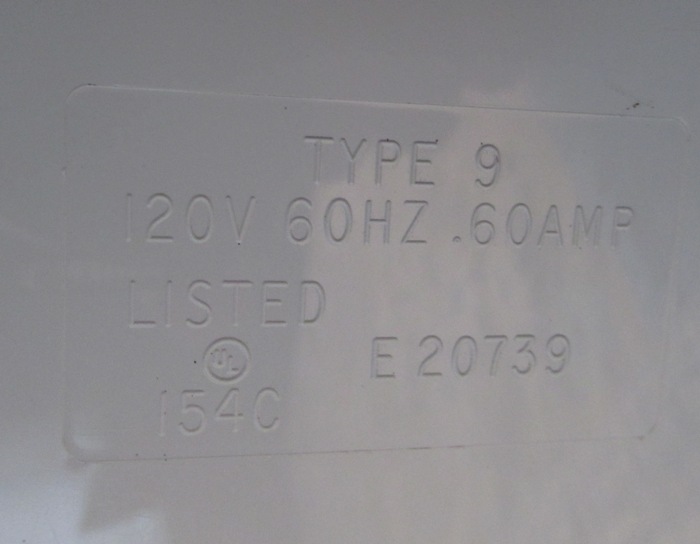 TYPE 9
120V 60HZ .60AMP
LISTED
UL
E 20739
154C